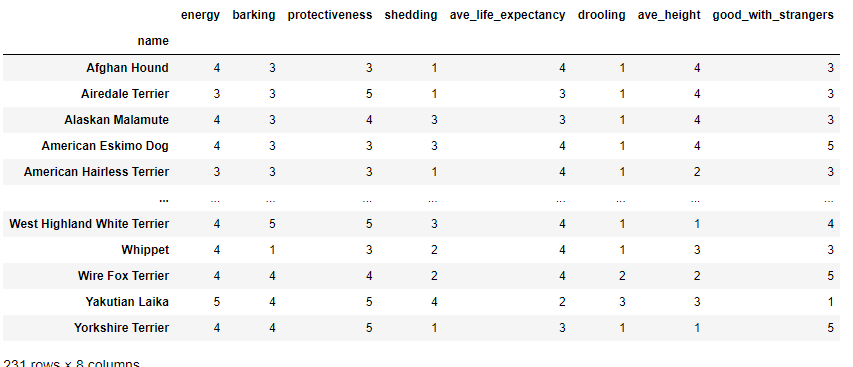 energy barking protectiveness shedding ave_life_expectancy drooling ave_height good_with_strangers
name
Afghan Hound 4 3 3 1 4 1 4 3
Airedale Terrier 3 3 5 1 3 1 4 3
Alaskan Malamute 4 3 4 3 3 1 4 3
American Eskimo Dog 4 3 3 3 4 1 4 5
American Hairless Terrier 3 3 3 1 4 1 2 3
... ... ... ... ... ... ... ... ...
West Highland White Terrier 4 5 5 3 4 1 1 4
Whippet 4 1 3 2 4 1 3 3
Wire Fox Terrier 4 4 4 2 4 2 2 5
Yakutian Laika 5 4 5 4 2 3 3 1
Yorkshire Terrier 4 4 5 1 3 1 1 5
231 rows × 8 columns